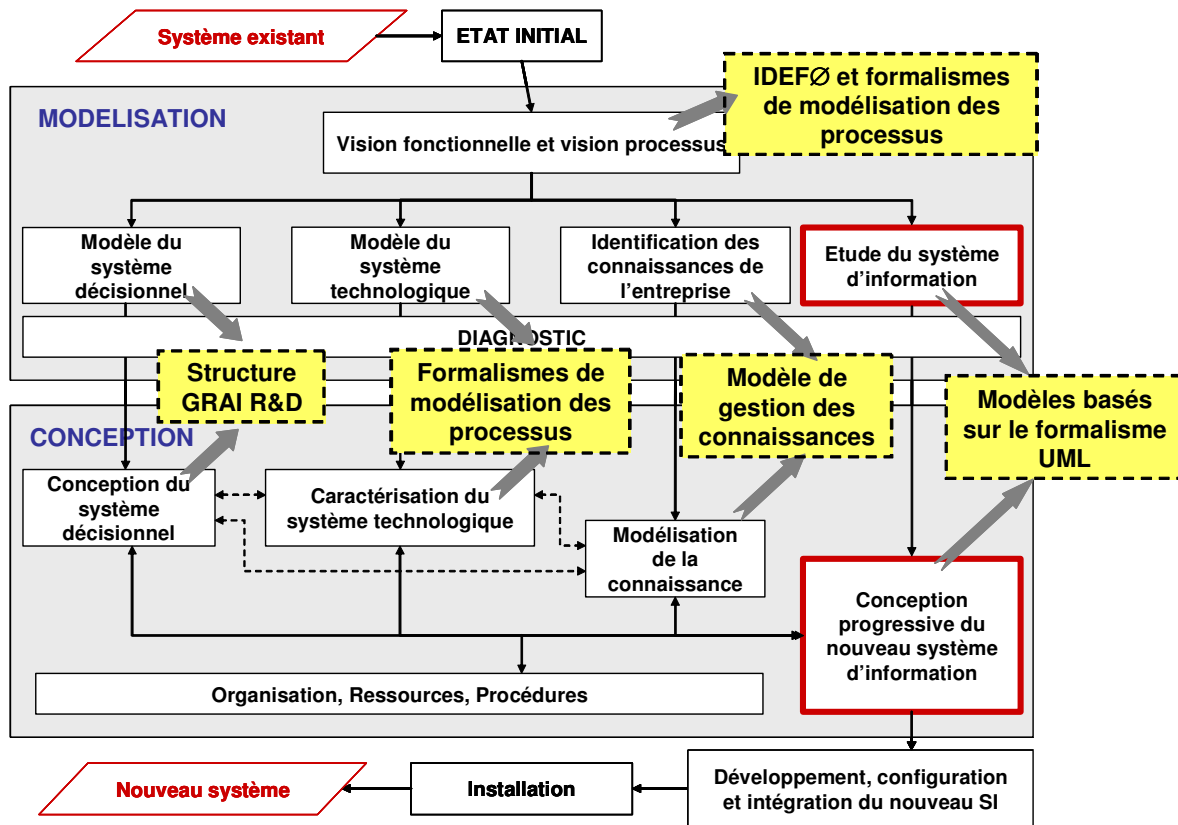 Système existant
ETAT INITIAL
IDEF∅ et formalismes
de modélisation des
processus
MODELISATION
Vision fonctionnelle et vision processus
Modèle du
système
décisionnel
Modèle du
système
technologique
Identification des
connaissances de
l'entreprise
Etude du système
d'information
DIAGNOSTIC
Structure
GRAI R&D
Formalismes de
modélisation des
processus
Modèle de
gestion des
connaissances
Modèles basés
sur le formalisme
UML
CONCEPTION
Conception du
système
décisionnel
Caractérisation du
système technologique
Modélisation
de la
connaissance
Conception
progressive du
nouveau système
d'information
Organisation, Ressources, Procédures
Nouveau système
Installation
Développement, configuration
et intégration du nouveau SI